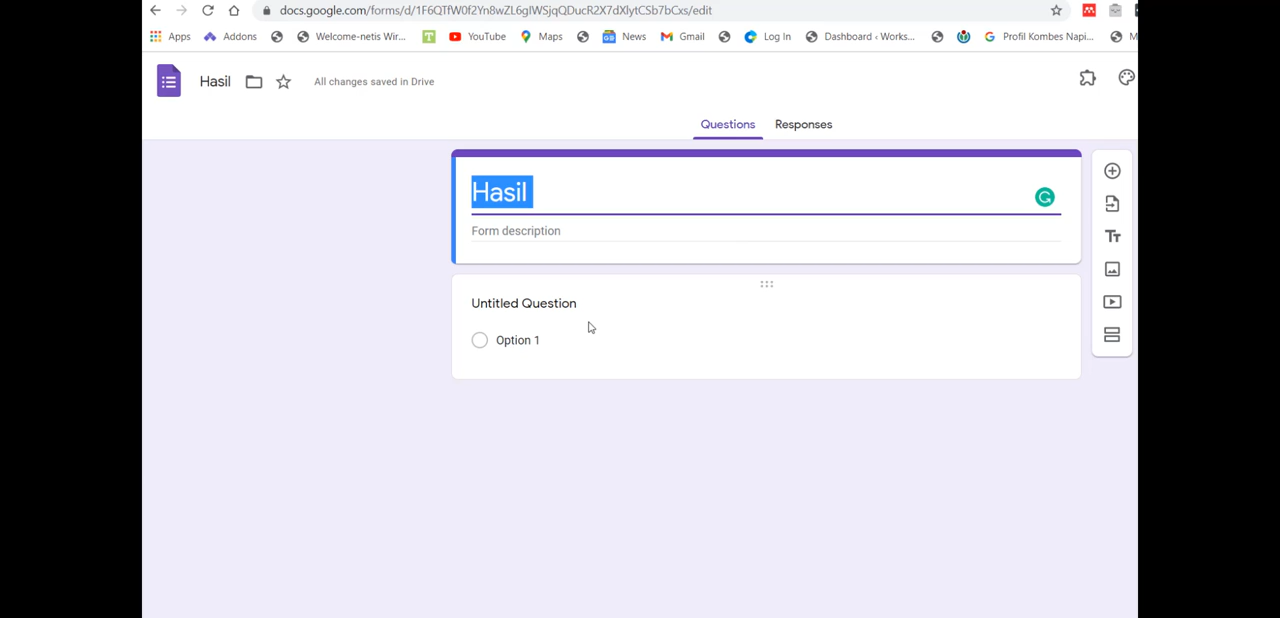 docs.google.com/forms/d/1F6QTfW0f2Yn8wZL6gIWSjqQDucR2X7dXlytCSb7bCxs/edit
Apps Addons Welcome-netis Wir... T YouTube Maps News Gmail Log In Dashboard ‹ Works... Profil Kombes Napi... M
Hasil All changes saved in Drive
Questions Responses
Hasil
Form description
Untitled Question
Option 1